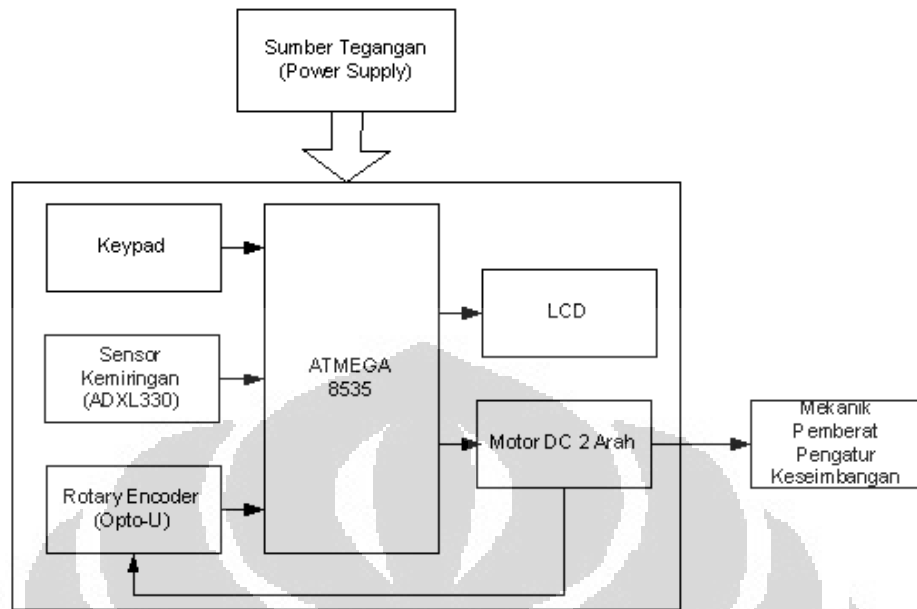 Sumber Tegangan
(Power Supply)
Keypad
Sensor
Kemiringan
(ADXL330)
Rotary Encoder
(Opto-U)
ATMEGA
8535
LCD
Motor DC 2 Arah
Mekanik
Pemberat
Pengatur
Keseimbangan